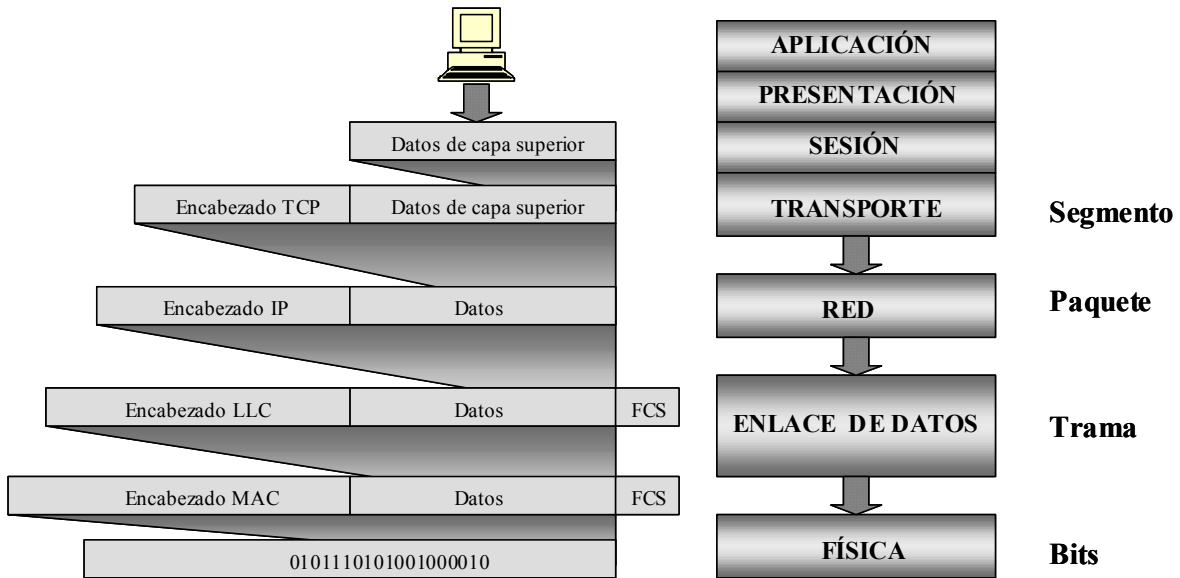 APLICACIÓN
PRESENTACIÓN
Datos de capa superior
SESIÓN
Encabezado TCP Datos de capa superior
TRANSPORTE
Segmento
Encabezado IP Datos
RED
Paquete
Encabezado LLC Datos FCS
ENLACE DE DATOS
Trama
Encabezado MAC Datos FCS
0101110101001000010
FÍSICA
Bits